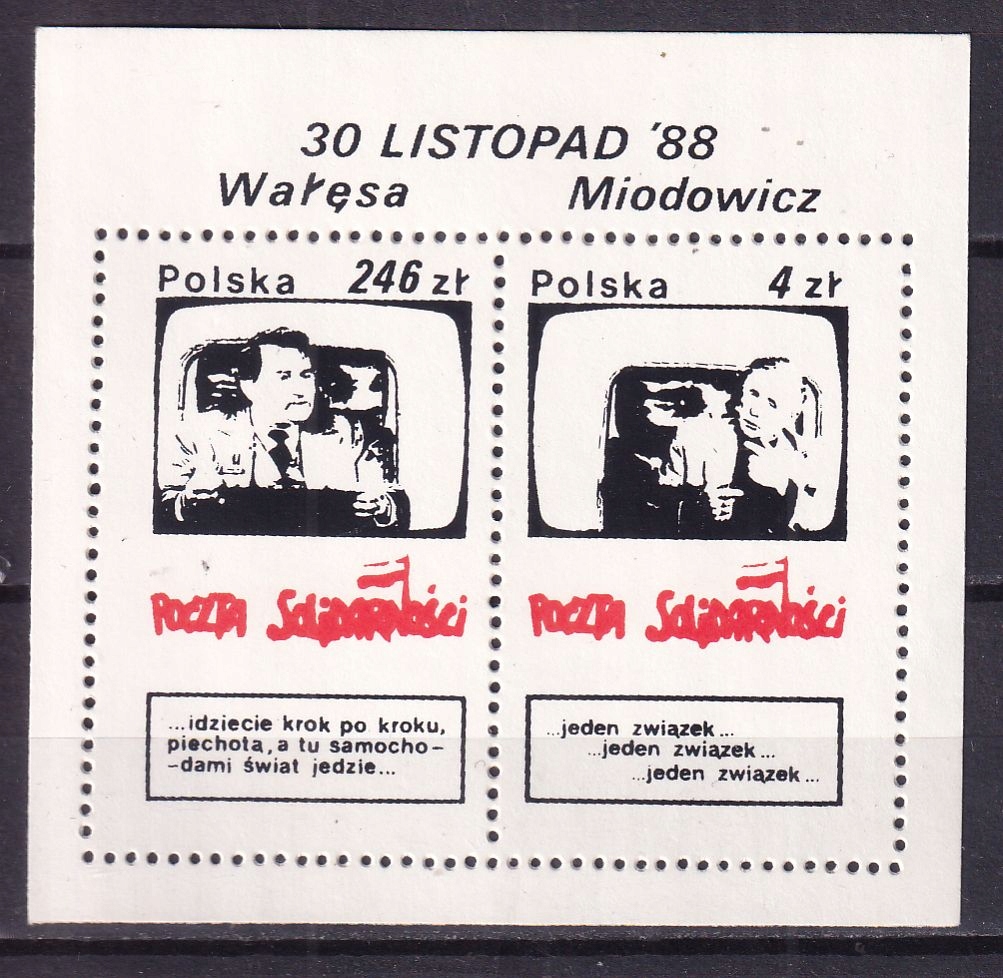 30 LISTOPAD '88
Wałęsa Miodowicz
Polska 246 zł
Polska 4 zł
POCZTA SOLIDARNOŚCI
POCZTA SOLIDARNOŚCI
...idziecie krok po kroku,
piechotą, a tu samocho-
-dami świat jedzie...
...jeden związek...
...jeden związek...
...jeden związek...